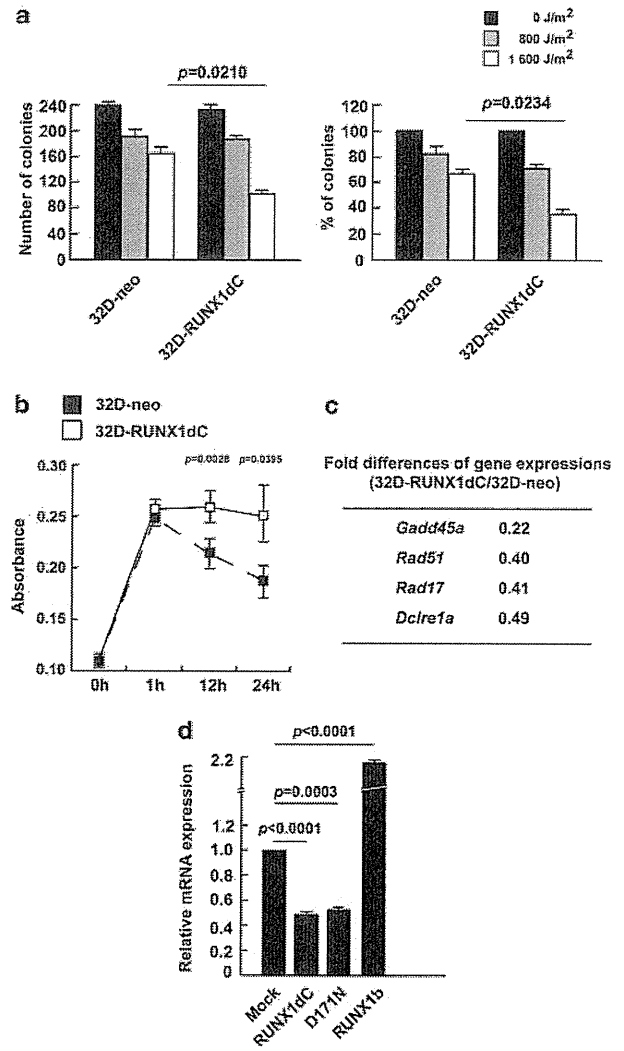 a
0 J/m2
800 J/m2
1 600 J/m2
p=0.0210
Number of colonies
240
200
160
120
80
40
0
32D-neo
32D-RUNX1dC
p=0.0234
% of colonies
120
100
80
60
40
20
0
32D-neo
32D-RUNX1dC
b
32D-neo
32D-RUNX1dC
p=0.0028 p=0.0395
Absorbance
0.30
0.25
0.20
0.15
0.10
0h 1h 12h 24h
c
Fold differences of gene expressions
(32D-RUNX1dC/32D-neo)
Gadd45a 0.22
Rad51 0.40
Rad17 0.41
Dclre1a 0.49
d
p<0.0001
p=0.0003
p<0.0001
Relative mRNA expression
2.2
1.2
1.0
0.8
0.6
0.4
0.2
0
Mock
RUNX1dC
D171N
RUNX1b